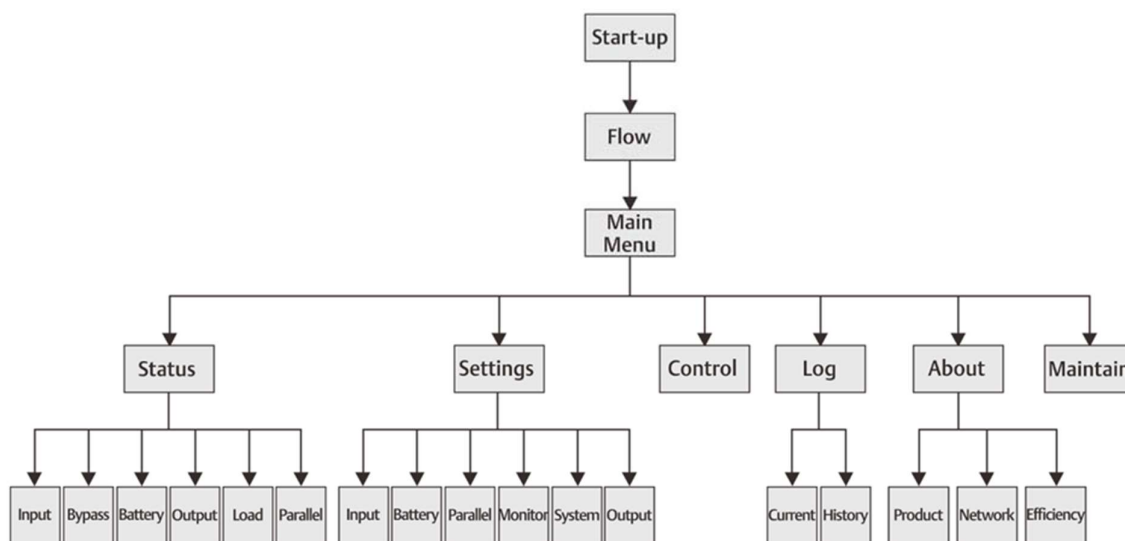 Start-up
Flow
Main
Menu
Status
Settings
Control
Log
About
Maintain
Input
Bypass
Battery
Output
Load
Parallel
Input
Battery
Parallel
Monitor
System
Output
Current
History
Product
Network
Efficiency